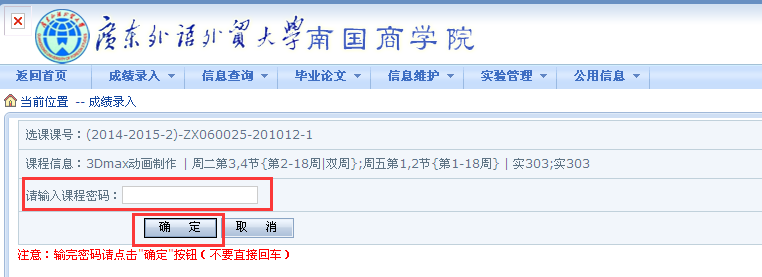 广东外语外贸大学南国商学院
返回首页 成绩录入 信息查询 毕业论文 信息维护 实验管理 公用信息
当前位置 -- 成绩录入
选课课号：(2014-2015-2)-ZX060025-201012-1
课程信息：3Dmax动画制作 | 周二第3,4节{第2-18周|双周};周五第1,2节{第1-18周} | 实303;实303
请输入课程密码：
确 定 取 消
注意：输完密码请点击"确定"按钮（不要直接回车）